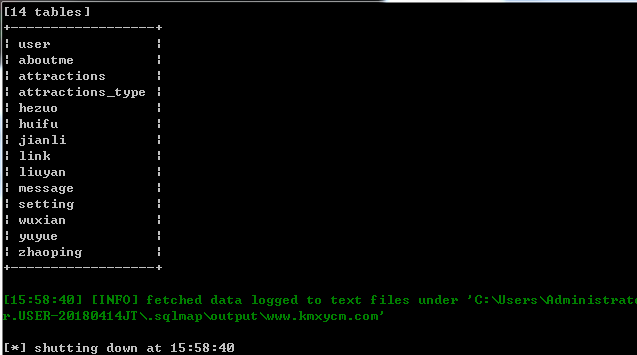 [14 tables]
+------------------+
| user             |
| aboutme          |
| attractions      |
| attractions_type |
| hezuo            |
| huifu            |
| jianli           |
| link             |
| liuyan           |
| message          |
| setting          |
| wuxian           |
| yuyue            |
| zhaoping         |
+------------------+
[15:58:40] [INFO] fetched data logged to text files under 'C:\Users\Administrato
r.USER-20180414JT\.sqlmap\output\www.kmxycm.com'
[*] shutting down at 15:58:40